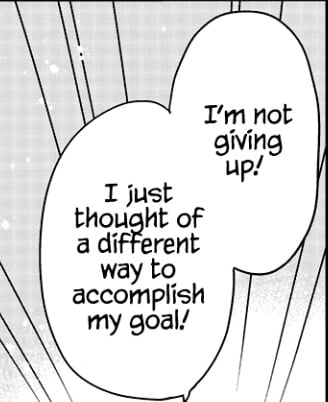 I'm not
giving
up!
I just
thought of
a different
way to
accomplish
my goal!